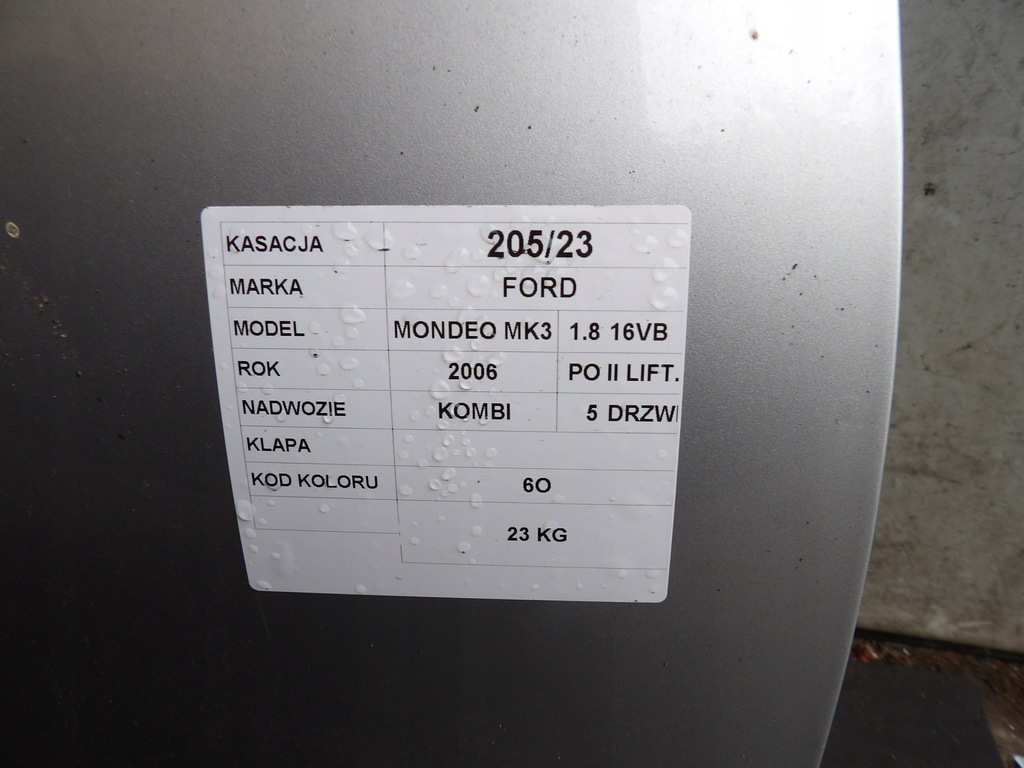 KASACJA 205/23
MARKA FORD
MODEL MONDEO MK3 1.8 16VB
ROK 2006 PO II LIFT.
NADWOZIE KOMBI 5 DRZWI
KLAPA
KOD KOLORU 6O
23 KG